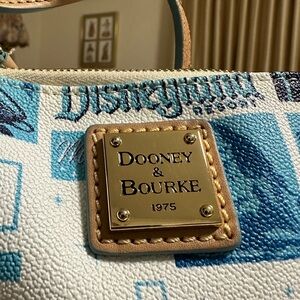 Disneyland
RESORT
DOONEY
&
BOURKE
1975